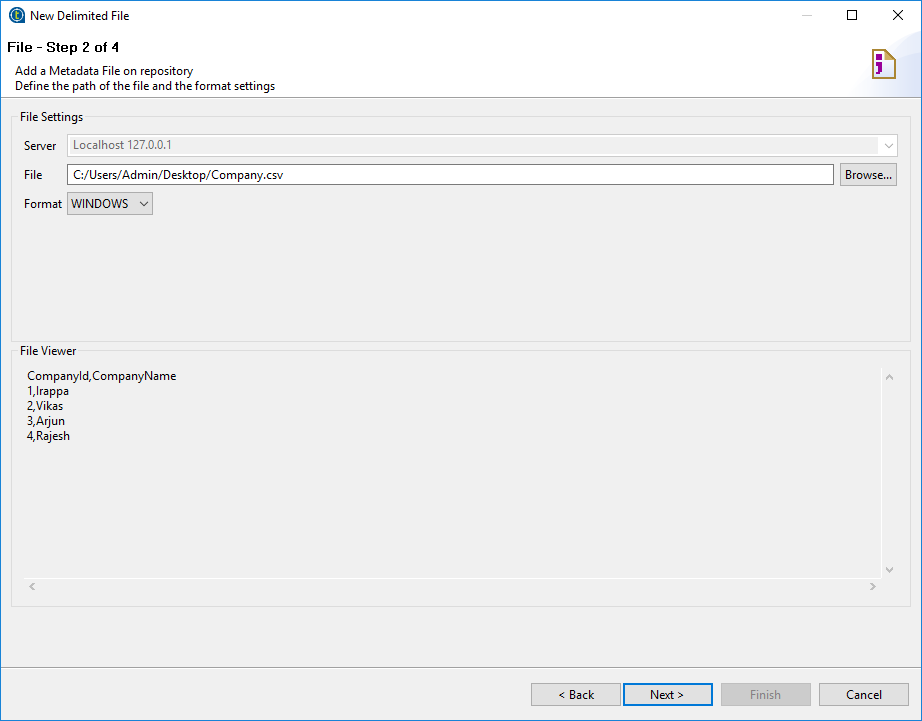 New Delimited File
File - Step 2 of 4
Add a Metadata File on repository
Define the path of the file and the format settings
File Settings
Server Localhost 127.0.0.1
File C:/Users/Admin/Desktop/Company.csv Browse...
Format WINDOWS
File Viewer
CompanyId,CompanyName
1,Irappa
2,Vikas
3,Arjun
4,Rajesh
< Back Next > Finish Cancel